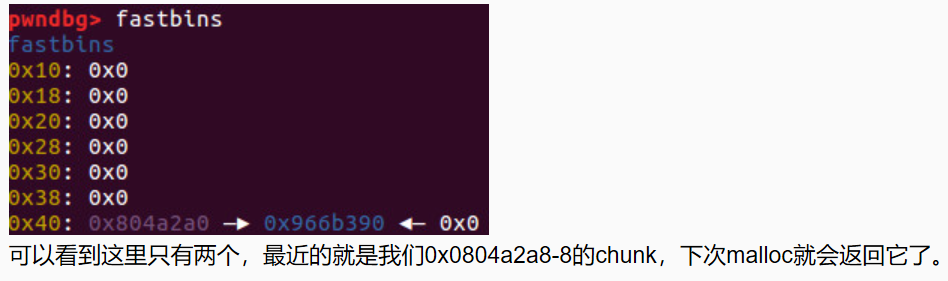 pwndbg> fastbins
fastbins
0x10: 0x0
0x18: 0x0
0x20: 0x0
0x28: 0x0
0x30: 0x0
0x38: 0x0
0x40: 0x804a2a0 —▸ 0x966b390 ◂— 0x0
可以看到这里只有两个，最近的就是我们0x0804a2a8-8的chunk，下次malloc就会返回它了。